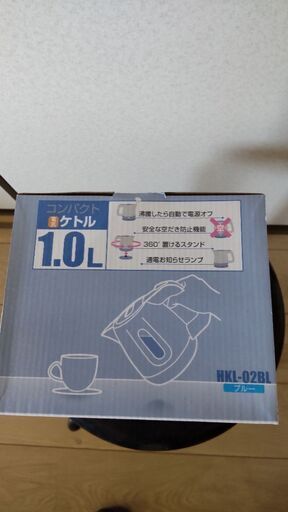 コンパクト
電気
ケトル
1.0L
沸騰したら自動で電源オフ
安全な空だき防止機能
空
360°置けるスタンド
通電お知らせランプ
HKL-02BL
ブルー